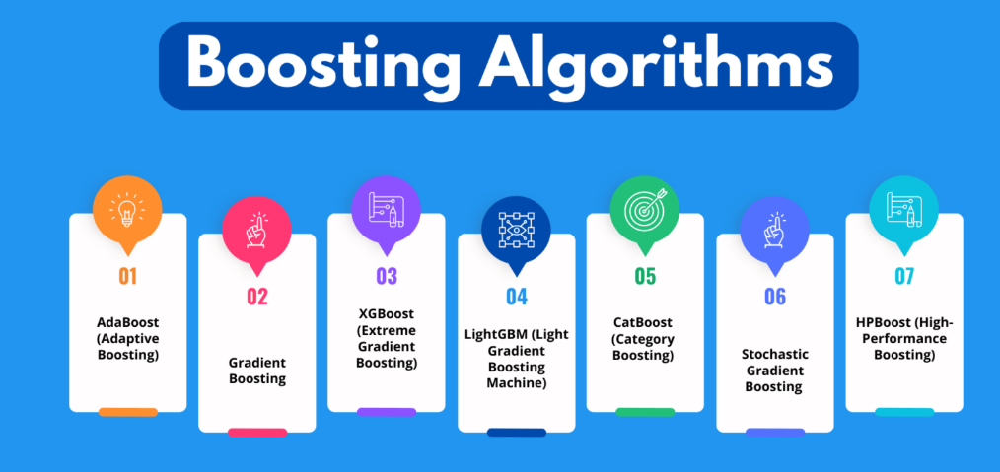 Boosting Algorithms
01
AdaBoost
(Adaptive
Boosting)
02
Gradient
Boosting
03
XGBoost
(Extreme
Gradient
Boosting)
04
LightGBM (Light
Gradient
Boosting
Machine)
05
CatBoost
(Category
Boosting)
06
Stochastic
Gradient
Boosting
07
HPBoost (High-
Performance
Boosting)